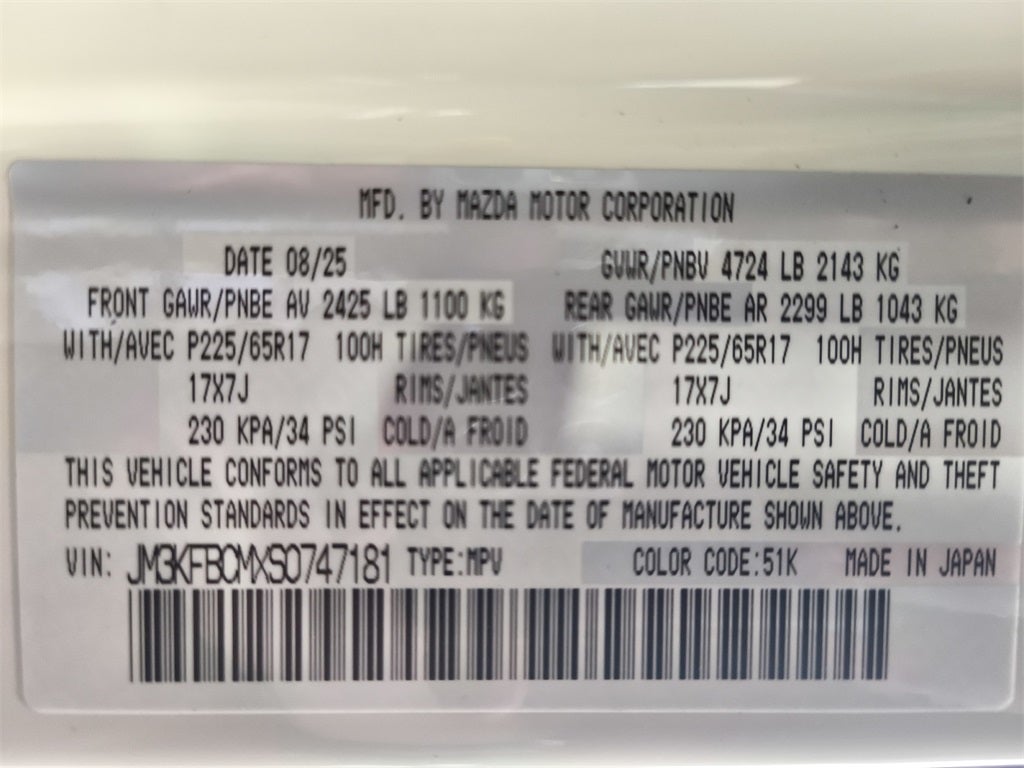 MFD. BY MAZDA MOTOR CORPORATION
DATE 08/25 GVWR/PNBV 4724 LB 2143 KG
FRONT GAWR/PNBE AV 2425 LB 1100 KG REAR GAWR/PNBE AR 2299 LB 1043 KG
WITH/AVEC P225/65R17 100H TIRES/PNEUS WITH/AVEC P225/65R17 100H TIRES/PNEUS
17X7J RIMS/JANTES 17X7J RIMS/JANTES
230 KPA/34 PSI COLD/A FROID 230 KPA/34 PSI COLD/A FROID
THIS VEHICLE CONFORMS TO ALL APPLICABLE FEDERAL MOTOR VEHICLE SAFETY AND THEFT
PREVENTION STANDARDS IN EFFECT ON THE DATE OF MANUFACTURE SHOWN ABOVE.
VIN: JM3KFBCMXS0747181 TYPE:MPV COLOR CODE:51K MADE IN JAPAN